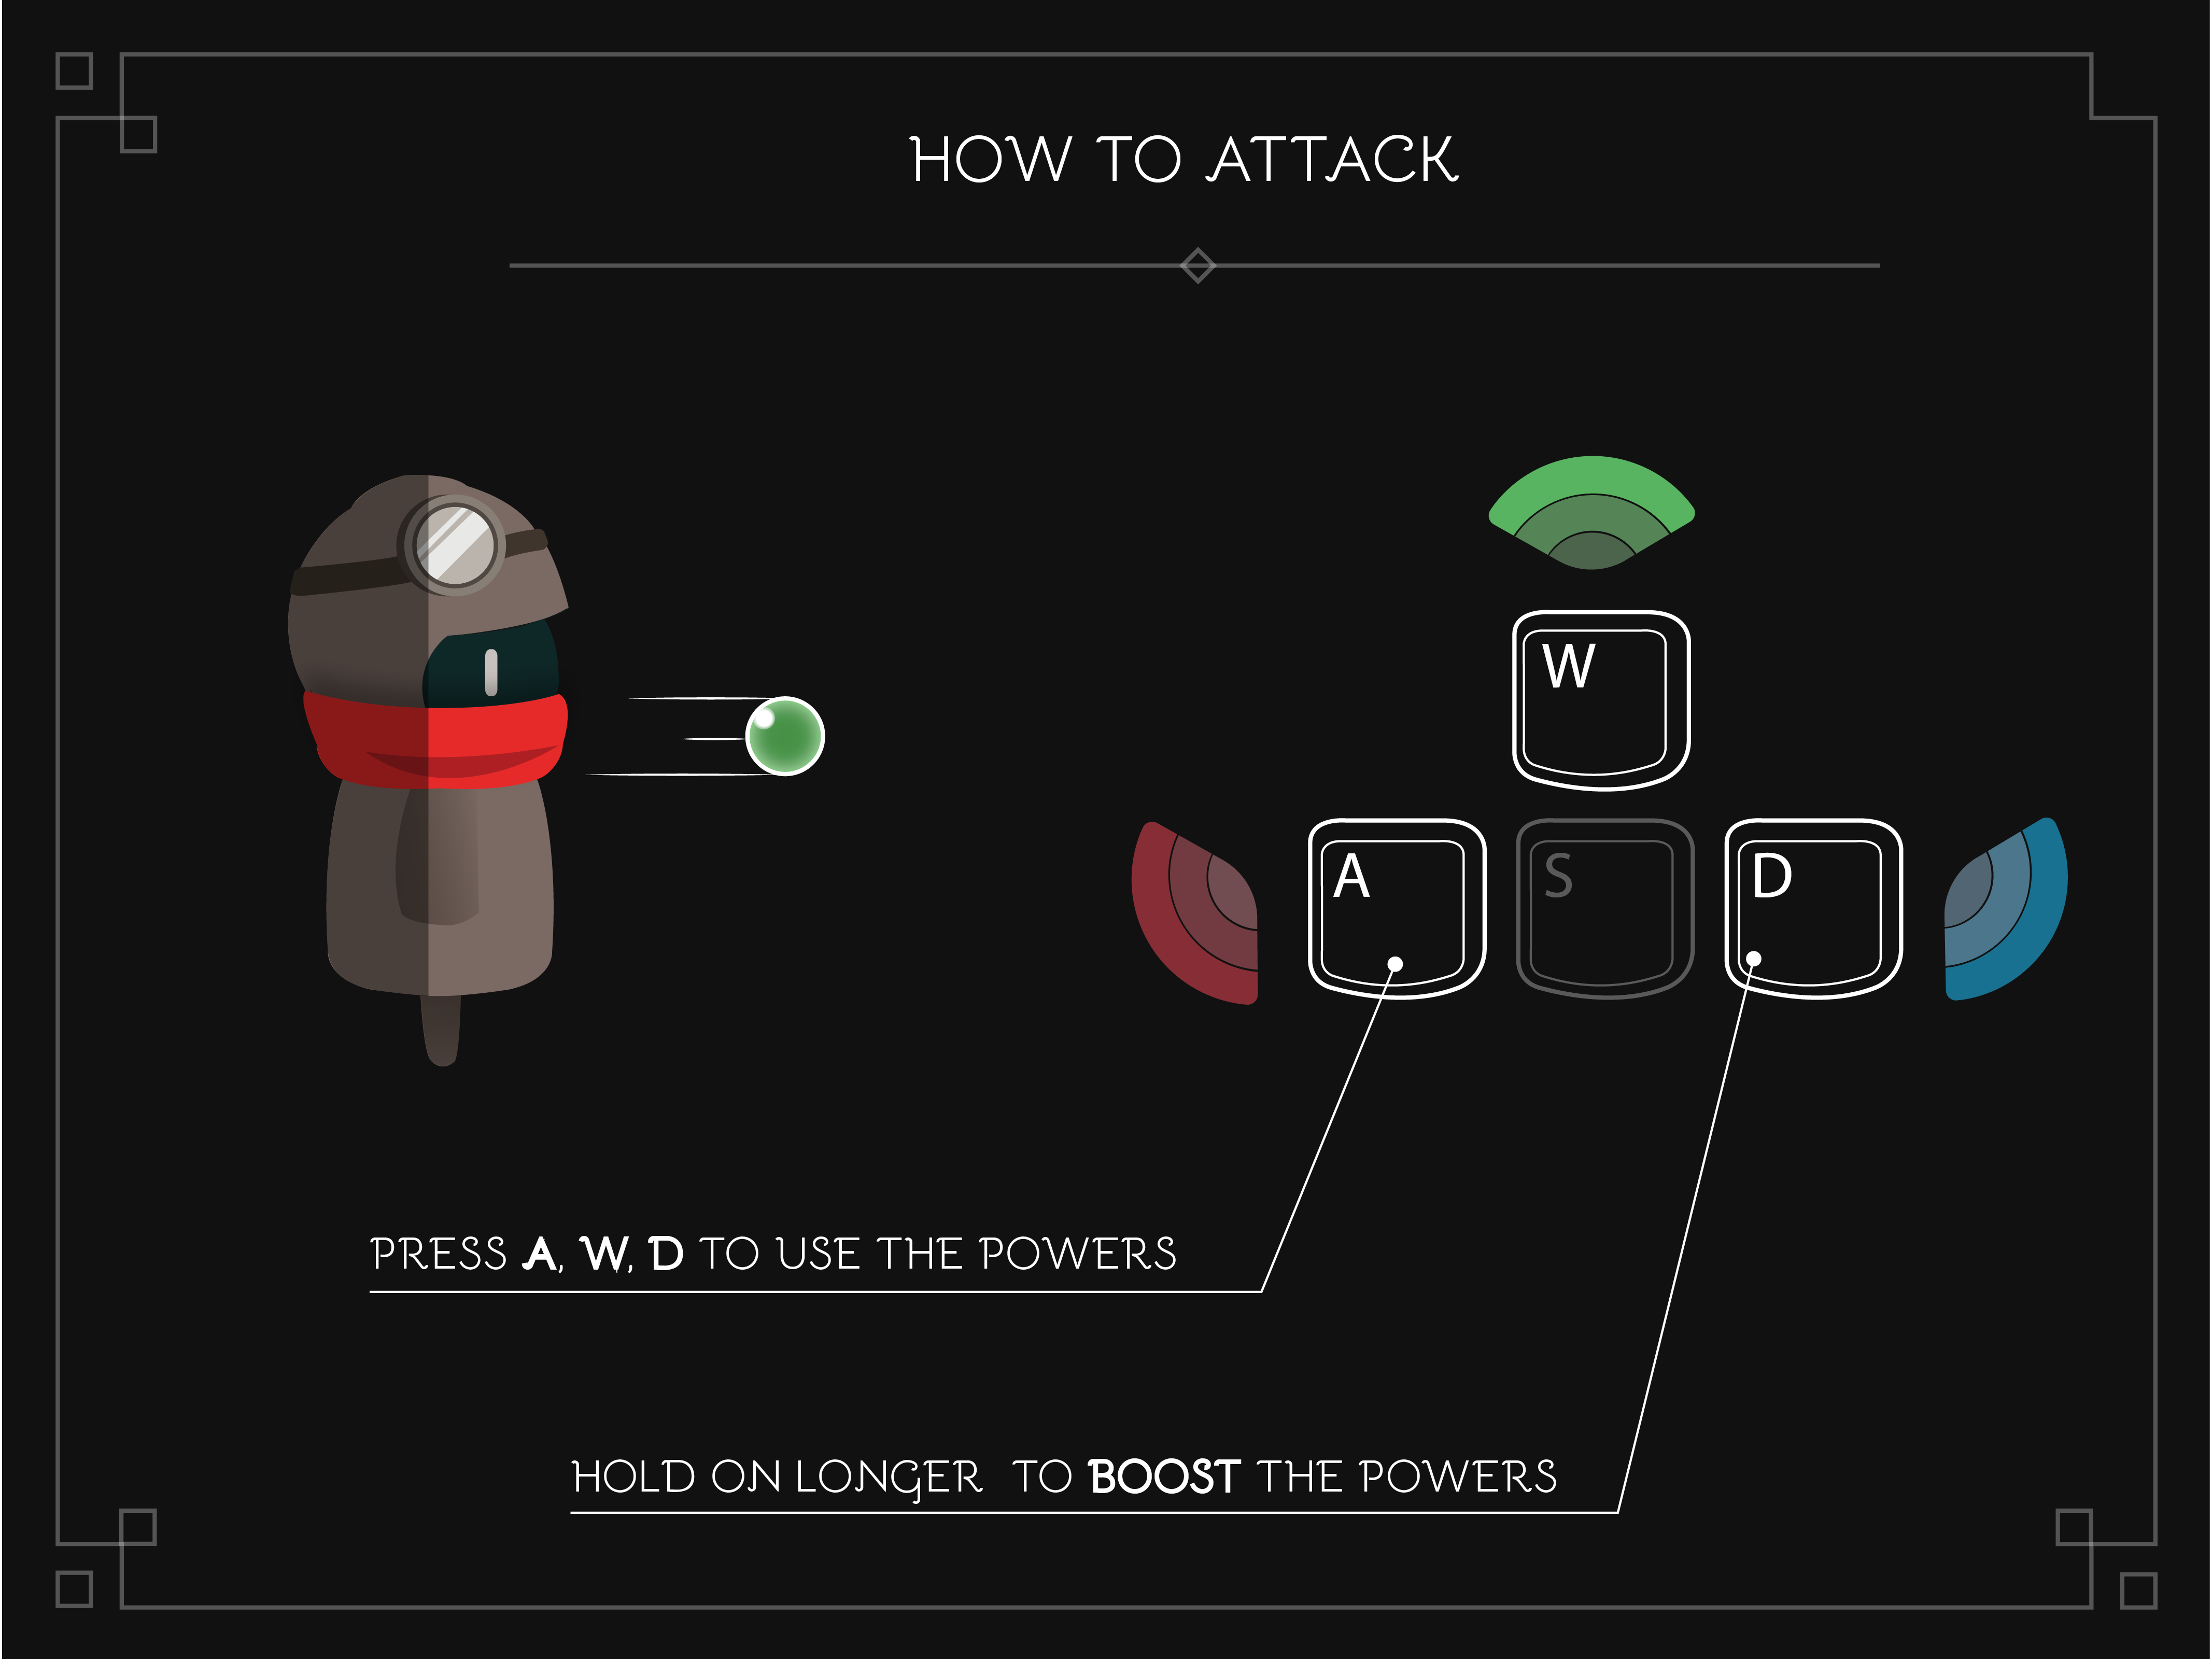 HOW TO ATTACK
W
A
S
D
PRESS A, W, D TO USE THE POWERS
HOLD ON LONGER TO BOOST THE POWERS